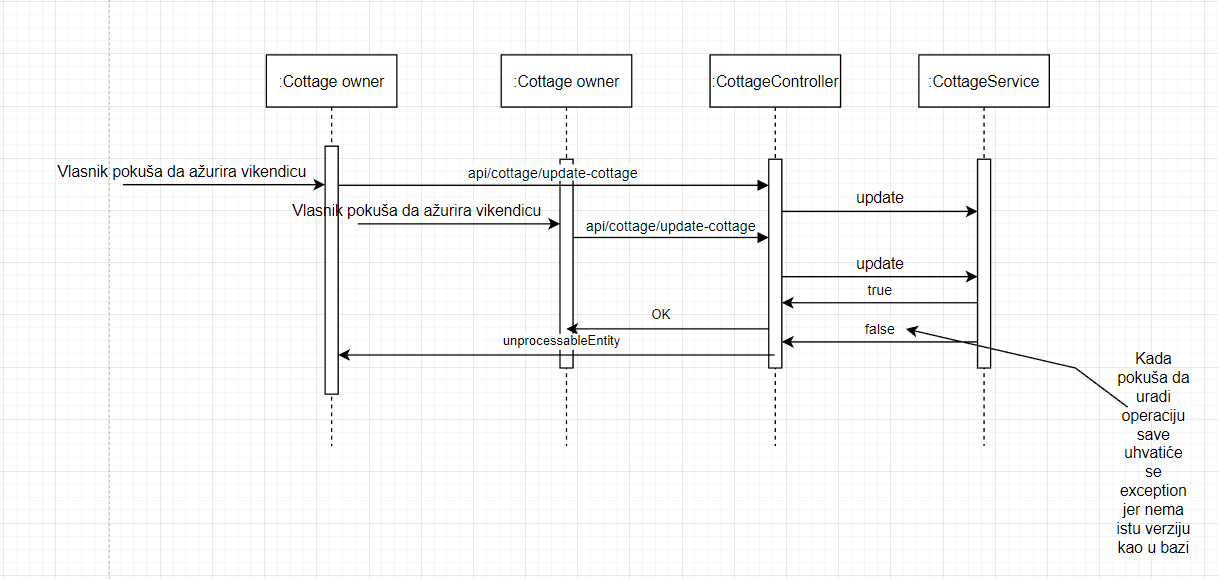 :Cottage owner
:Cottage owner
:CottageController
:CottageService
Vlasnik pokuša da ažurira vikendicu
api/cottage/update-cottage
update
Vlasnik pokuša da ažurira vikendicu
api/cottage/update-cottage
update
true
OK
false
unprocessableEntity
Kada
pokuša da
uradi
operaciju
save
uhvatiće
se
exception
jer nema
istu verziju
kao u bazi